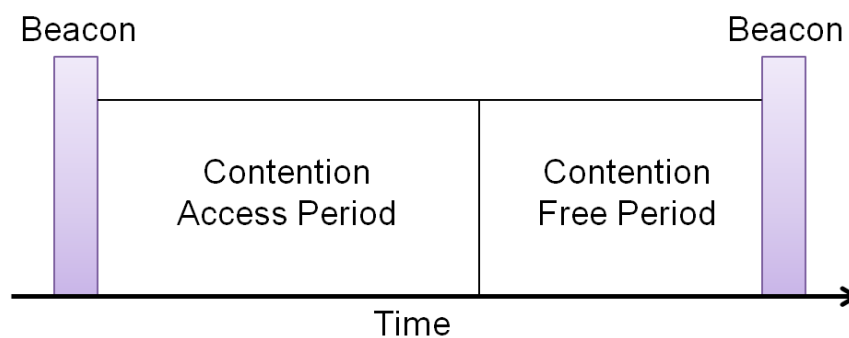 Beacon
Beacon
Contention
Access Period
Contention
Free Period
Time